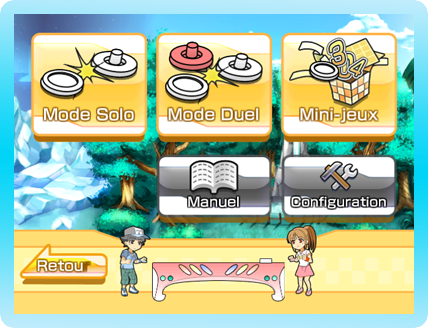 Mode Solo
Mode Duel
Mini-jeux
Manuel
Configuration
Retour